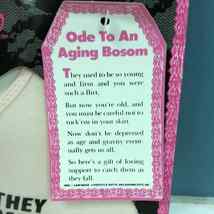 Ode To An
Aging Bosom
They used to be so young
and firm and you were
such a flirt,
But now you're old, and
you must be careful not to
tuck 'em in your skirt.
Now don't be depressed
as age and gravity even-
tually gets us all,
So here's a gift of loving
support to catch them as
they fall.
THEY